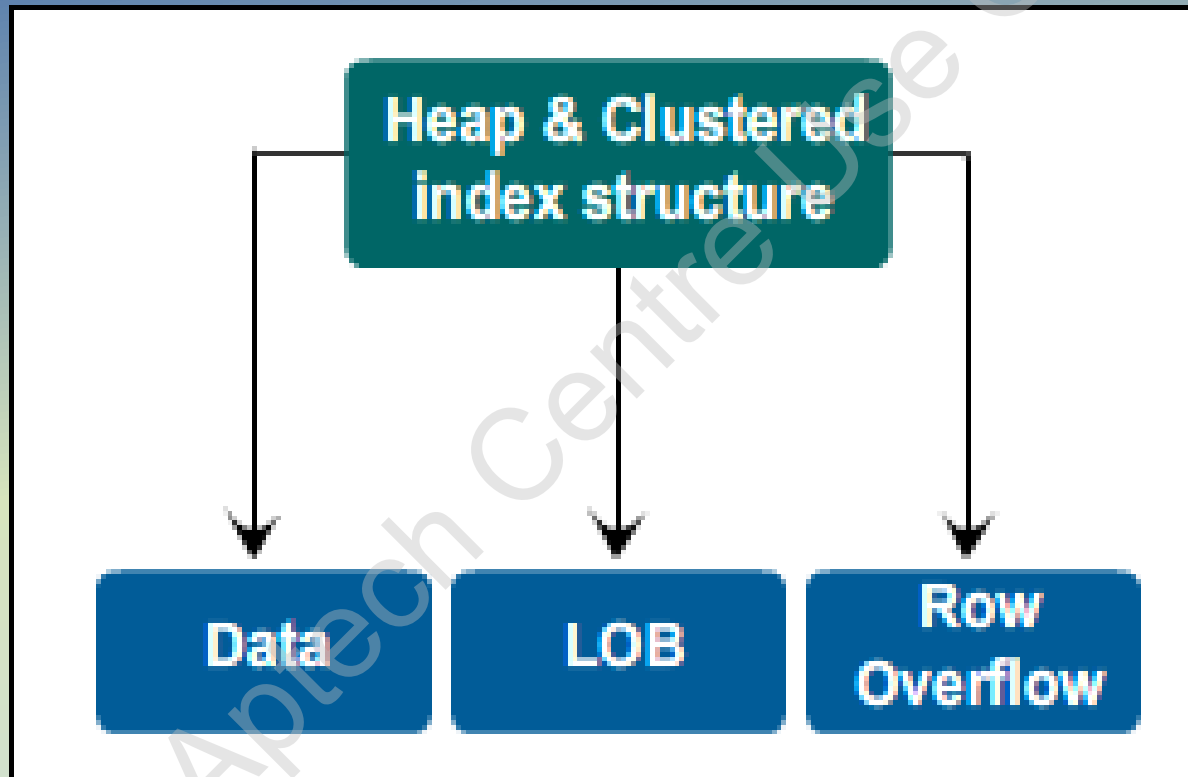 Heap & Clustered
index structure
Data
LOB
Row
Overflow
Aptech Centre Use